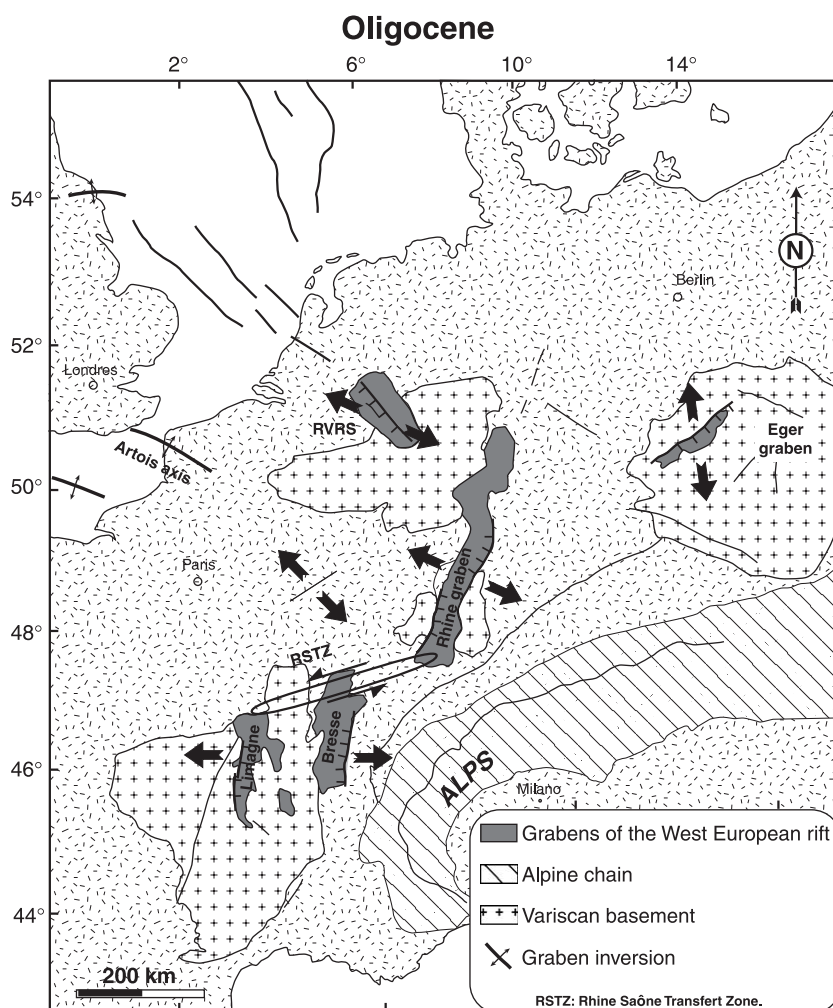 Oligocene
2° 6° 10° 14°
54°
N
Berlin
52°
Londres
RVRS
Eger
graben
Artois axis
50°
Paris
Rhine graben
48°
RSTZ
Limagne
Bresse
46°
ALPS
Milano
Grabens of the West European rift
Alpine chain
Variscan basement
44°
Graben inversion
200 km
RSTZ: Rhine Saône Transfert Zone.